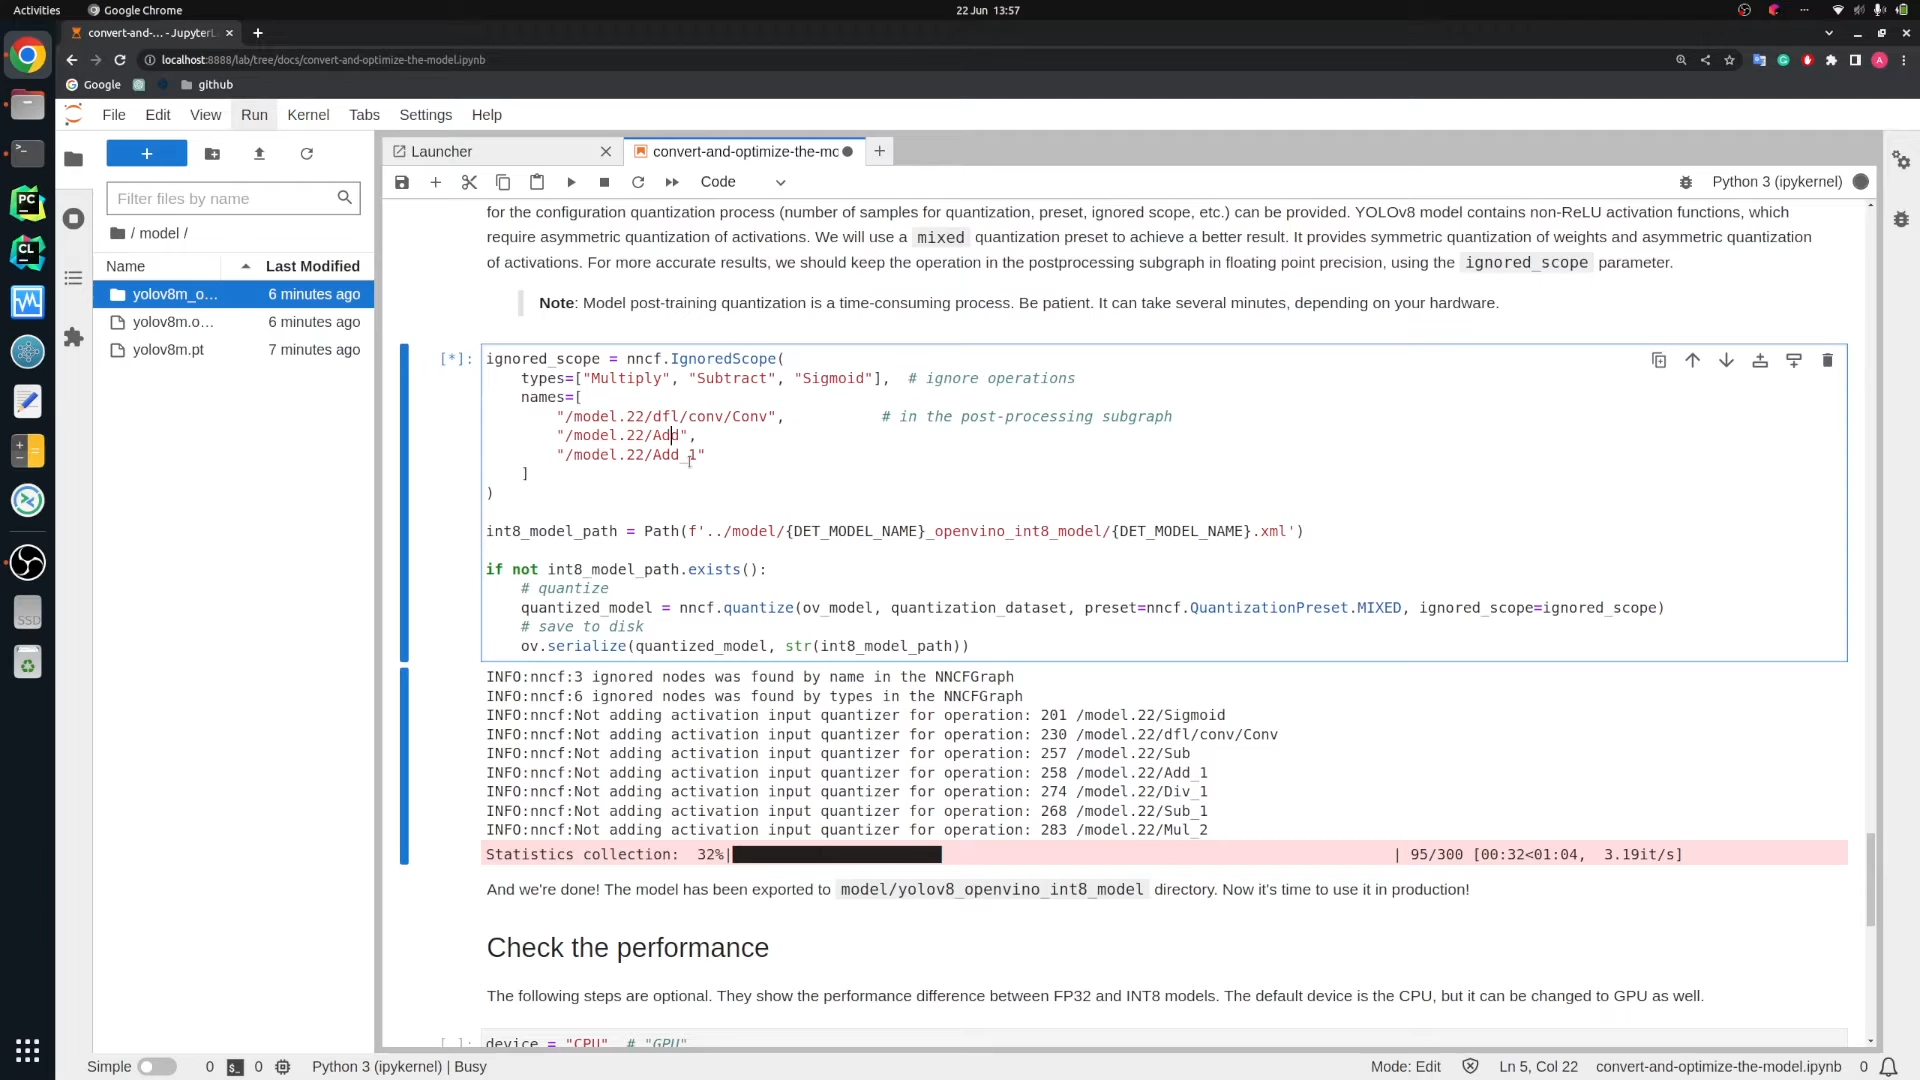 Activities
Google Chrome
22 Jun 13:57
convert-and-... - JupyterL
localhost:8888/lab/tree/docs/convert-and-optimize-the-model.ipynb
Google
github
File Edit View Run Kernel Tabs Settings Help
Launcher
convert-and-optimize-the-mo
Code
Python 3 (ipykernel)
Filter files by name
/ model /
Name Last Modified
yolov8m_o… 6 minutes ago
yolov8m.o… 6 minutes ago
yolov8m.pt 7 minutes ago
for the configuration quantization process (number of samples for quantization, preset, ignored scope, etc.) can be provided. YOLOv8 model contains non-ReLU activation functions, which
require asymmetric quantization of activations. We will use a mixed quantization preset to achieve a better result. It provides symmetric quantization of weights and asymmetric quantization
of activations. For more accurate results, we should keep the operation in the postprocessing subgraph in floating point precision, using the ignored_scope parameter.
Note: Model post-training quantization is a time-consuming process. Be patient. It can take several minutes, depending on your hardware.
[*]: ignored_scope = nncf.IgnoredScope(
types=["Multiply", "Subtract", "Sigmoid"], # ignore operations
names=[
"/model.22/dfl/conv/Conv", # in the post-processing subgraph
"/model.22/Add",
"/model.22/Add_1"
]
)
int8_model_path = Path(f'../model/{DET_MODEL_NAME}_openvino_int8_model/{DET_MODEL_NAME}.xml')
if not int8_model_path.exists():
# quantize
quantized_model = nncf.quantize(ov_model, quantization_dataset, preset=nncf.QuantizationPreset.MIXED, ignored_scope=ignored_scope)
# save to disk
ov.serialize(quantized_model, str(int8_model_path))
INFO:nncf:3 ignored nodes was found by name in the NNCFGraph
INFO:nncf:6 ignored nodes was found by types in the NNCFGraph
INFO:nncf:Not adding activation input quantizer for operation: 201 /model.22/Sigmoid
INFO:nncf:Not adding activation input quantizer for operation: 230 /model.22/dfl/conv/Conv
INFO:nncf:Not adding activation input quantizer for operation: 257 /model.22/Sub
INFO:nncf:Not adding activation input quantizer for operation: 258 /model.22/Add_1
INFO:nncf:Not adding activation input quantizer for operation: 274 /model.22/Div_1
INFO:nncf:Not adding activation input quantizer for operation: 268 /model.22/Sub_1
INFO:nncf:Not adding activation input quantizer for operation: 283 /model.22/Mul_2
Statistics collection: 32%| | 95/300 [00:32<01:04, 3.19it/s]
And we're done! The model has been exported to model/yolov8_openvino_int8_model directory. Now it's time to use it in production!
Check the performance
The following steps are optional. They show the performance difference between FP32 and INT8 models. The default device is the CPU, but it can be changed to GPU as well.
[ ]: device = "CPU" # "GPU"
Simple 0 0 Python 3 (ipykernel) | Busy
Mode: Edit Ln 5, Col 22 convert-and-optimize-the-model.ipynb 0
PC
CL
SSD